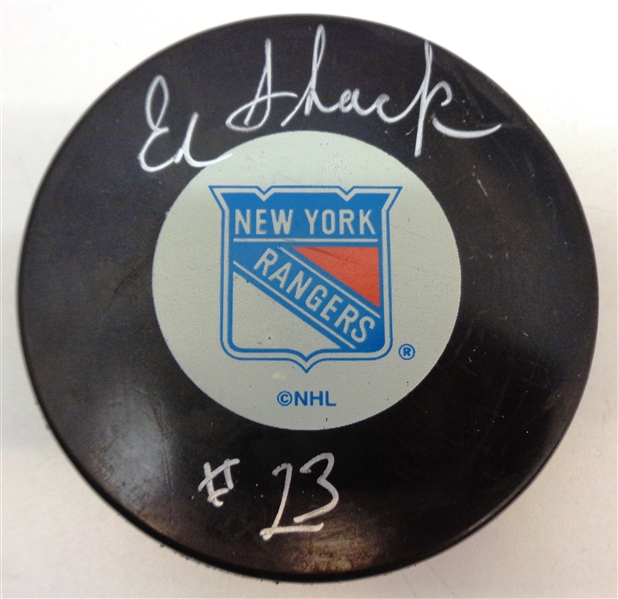 Ed Shack
NEW YORK
RANGERS
®
©NHL
# 23